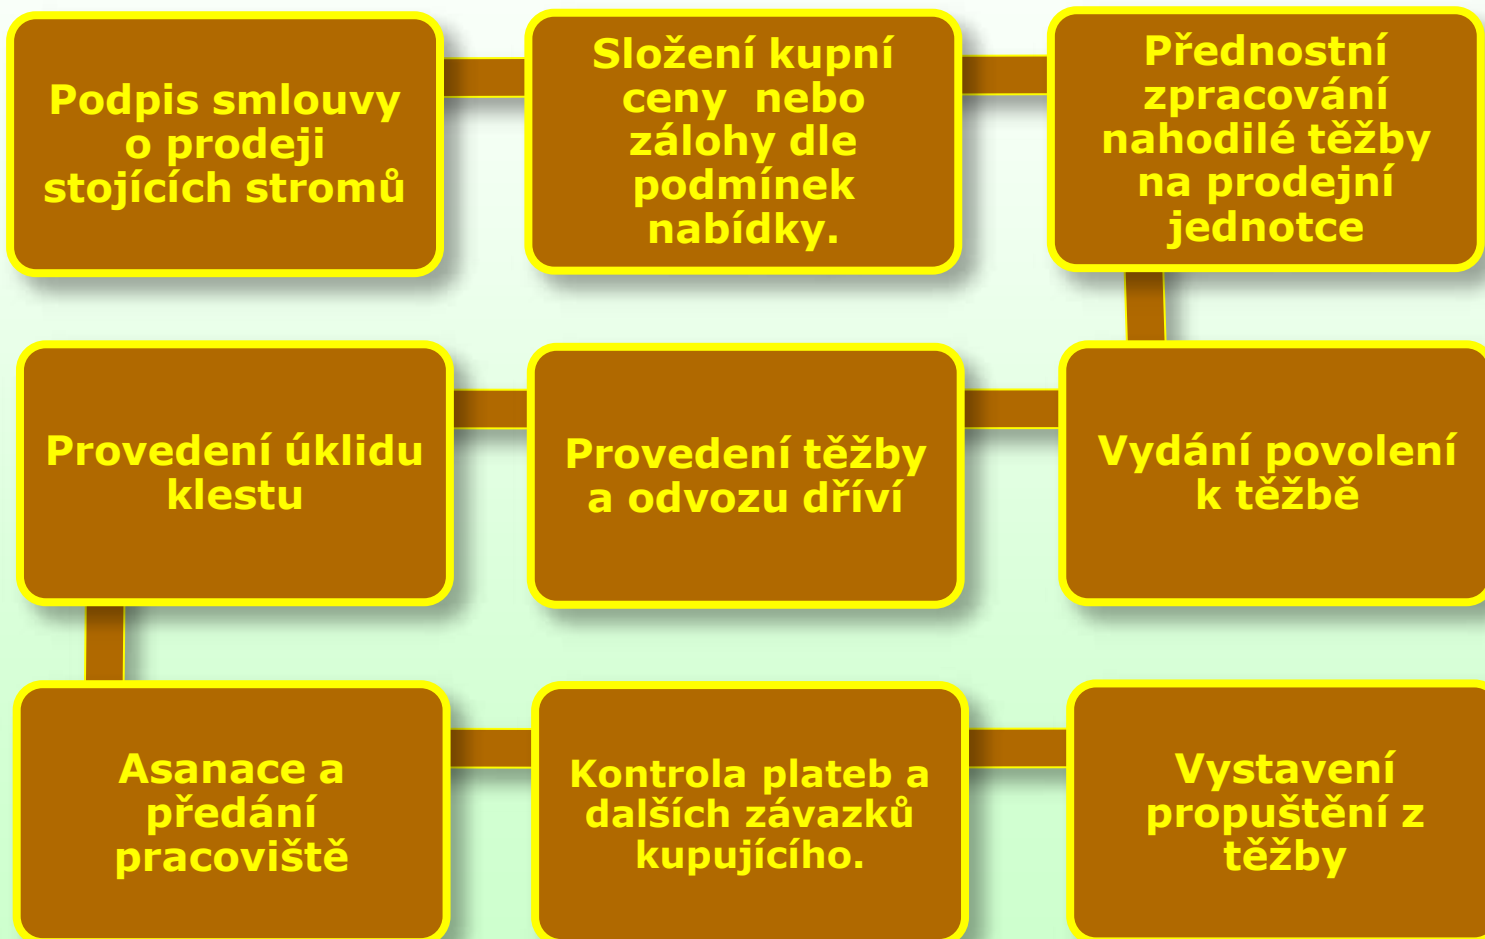 Podpis smlouvy
o prodeji
stojících stromů
Složení kupní
ceny nebo
zálohy dle
podmínek
nabídky.
Přednostní
zpracování
nahodilé těžby
na prodejní
jednotce
Vydání povolení
k těžbě
Provedení těžby
a odvozu dříví
Provedení úklidu
klestu
Asanace a
předání
pracoviště
Kontrola plateb a
dalších závazků
kupujícího.
Vystavení
propuštění z
těžby